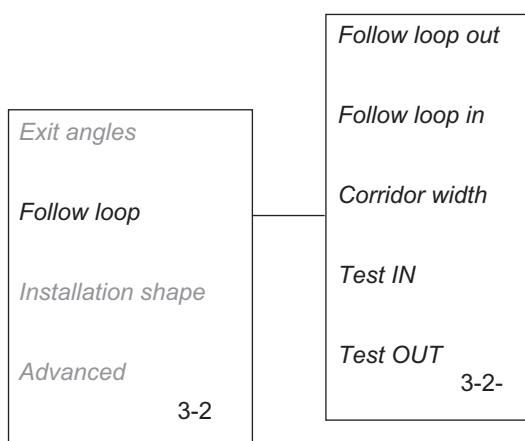 Exit angles
Follow loop
Installation shape
Advanced
3-2
Follow loop out
Follow loop in
Corridor width
Test IN
Test OUT
3-2-